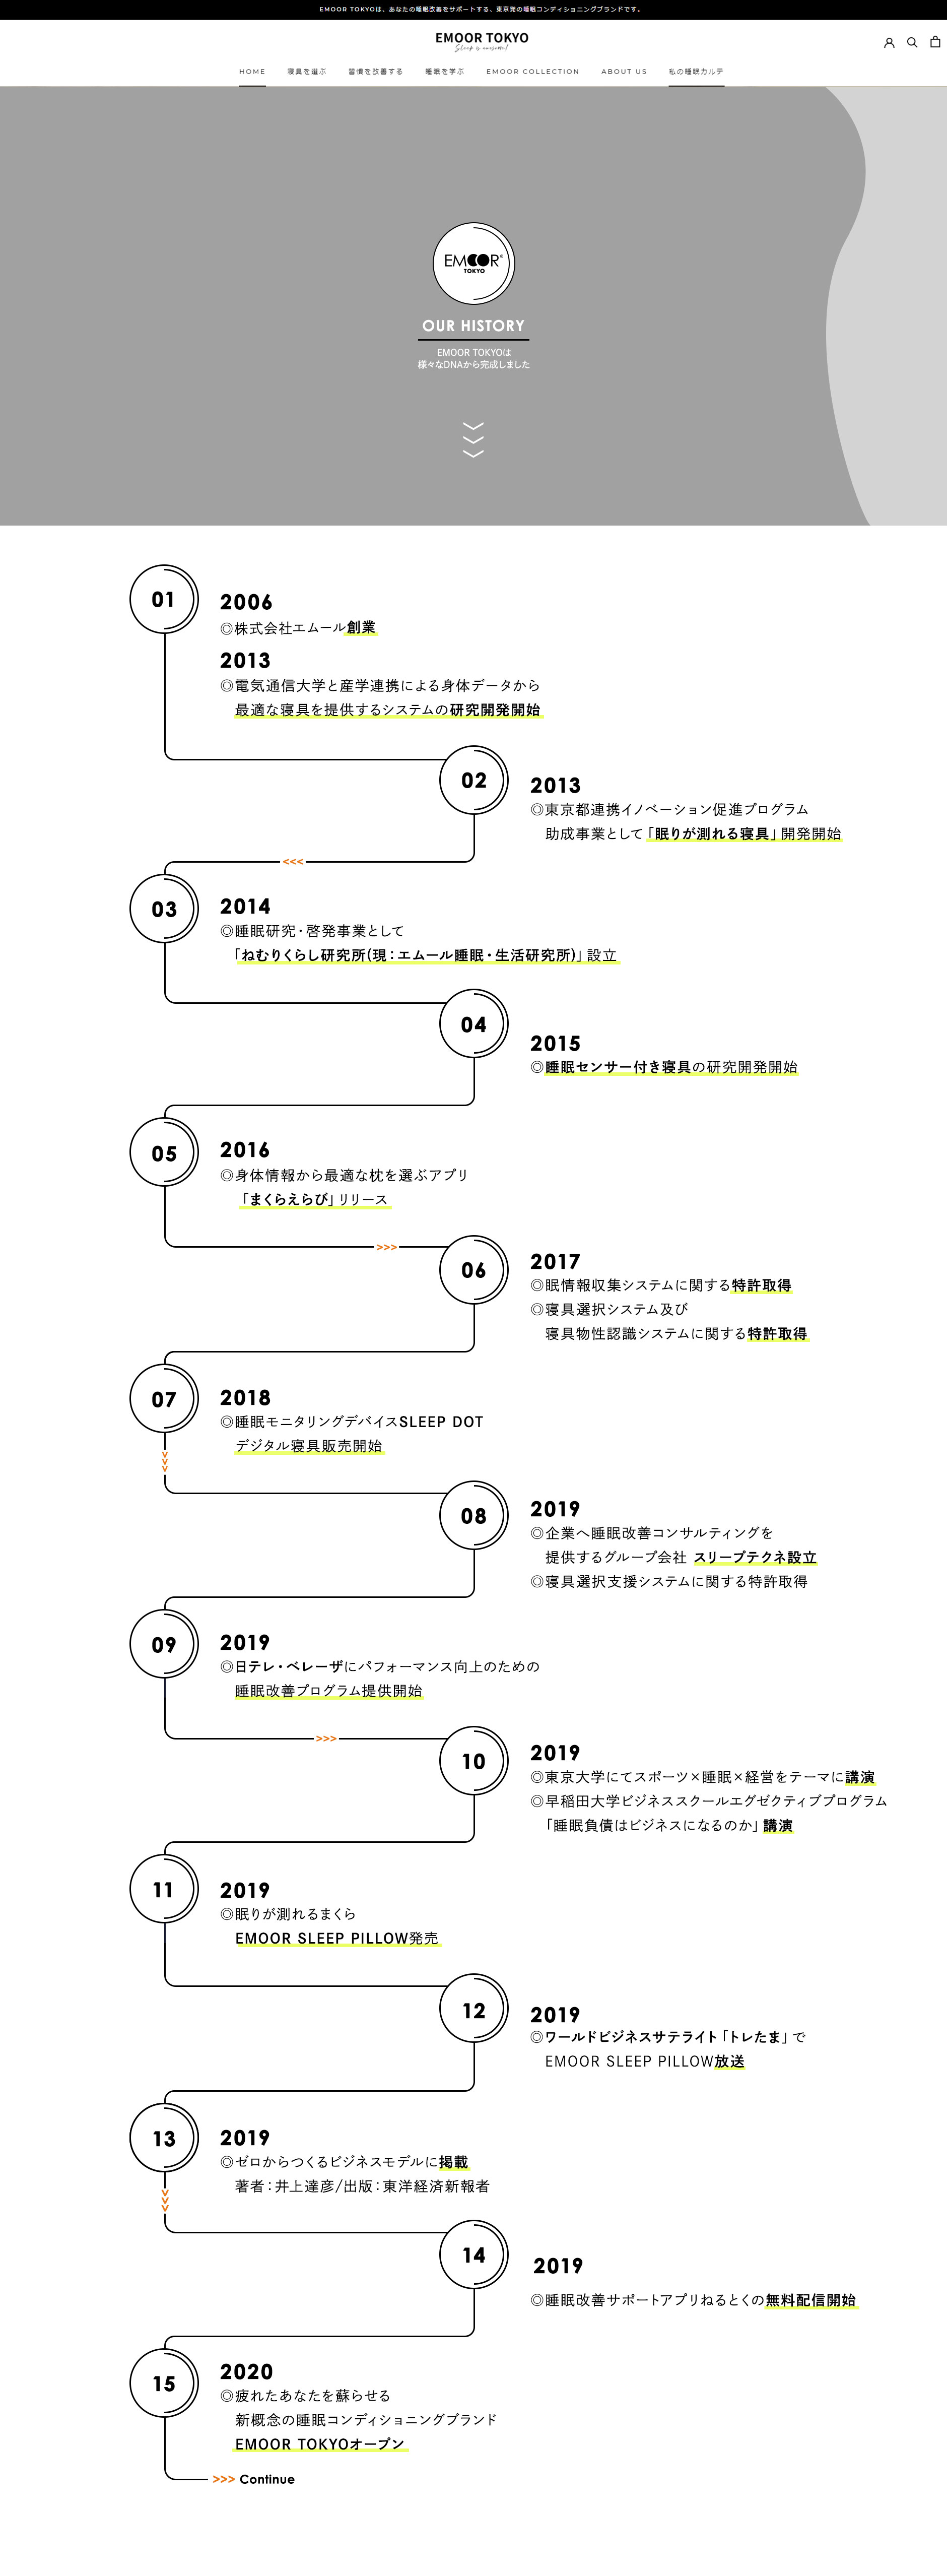 EMOOR TOKYOは、あなたの睡眠改善をサポートする、東京発の睡眠コンディショニングブランドです。
EMOOR TOKYO
Sleep is awesome!
HOME 寝具を選ぶ 習慣を改善する 睡眠を学ぶ EMOOR COLLECTION ABOUT US 私の睡眠カルテ
EMOOR®
TOKYO
OUR HISTORY
EMOOR TOKYOは
様々なDNAから完成しました
01
2006
◎株式会社エムール創業
2013
◎電気通信大学と産学連携による身体データから
最適な寝具を提供するシステムの研究開発開始
02
2013
◎東京都連携イノベーション促進プログラム
助成事業として「眠りが測れる寝具」開発開始
<<<
03
2014
◎睡眠研究・啓発事業として
「ねむりくらし研究所(現：エムール睡眠・生活研究所)」設立
04
2015
◎睡眠センサー付き寝具の研究開発開始
05
2016
◎身体情報から最適な枕を選ぶアプリ
「まくらえらび」リリース
>>>
06
2017
◎眠情報収集システムに関する特許取得
◎寝具選択システム及び
寝具物性認識システムに関する特許取得
07
2018
◎睡眠モニタリングデバイスSLEEP DOT
デジタル寝具販売開始
>>>
08
2019
◎企業へ睡眠改善コンサルティングを
提供するグループ会社 スリープテクネ設立
◎寝具選択支援システムに関する特許取得
09
2019
◎日テレ・ベレーザにパフォーマンス向上のための
睡眠改善プログラム提供開始
>>>
10
2019
◎東京大学にてスポーツ×睡眠×経営をテーマに講演
◎早稲田大学ビジネススクールエグゼクティブプログラム
「睡眠負債はビジネスになるのか」講演
11
2019
◎眠りが測れるまくら
EMOOR SLEEP PILLOW発売
12
2019
◎ワールドビジネスサテライト「トレたま」で
EMOOR SLEEP PILLOW放送
13
2019
◎ゼロからつくるビジネスモデルに掲載
著者：井上達彦/出版：東洋経済新報者
>>>
14
2019
◎睡眠改善サポートアプリねるとくの無料配信開始
15
2020
◎疲れたあなたを蘇らせる
新概念の睡眠コンディショニングブランド
EMOOR TOKYOオープン
>>> Continue